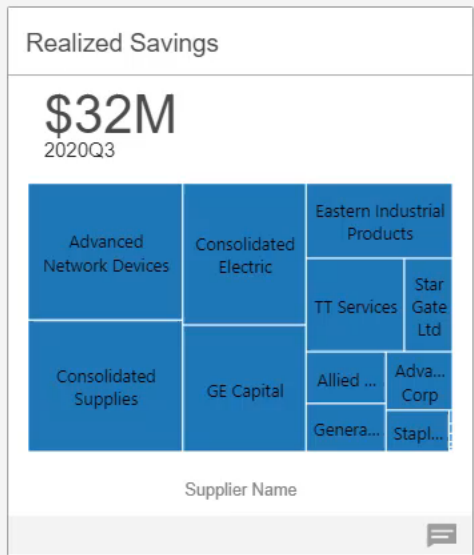 Realized Savings
$32M
2020Q3
Advanced
Network Devices
Consolidated
Electric
Eastern Industrial
Products
TT Services
Star
Gate
Ltd
Consolidated
Supplies
GE Capital
Allied ...
Adva...
Corp
Genera...
Stapl...
Supplier Name